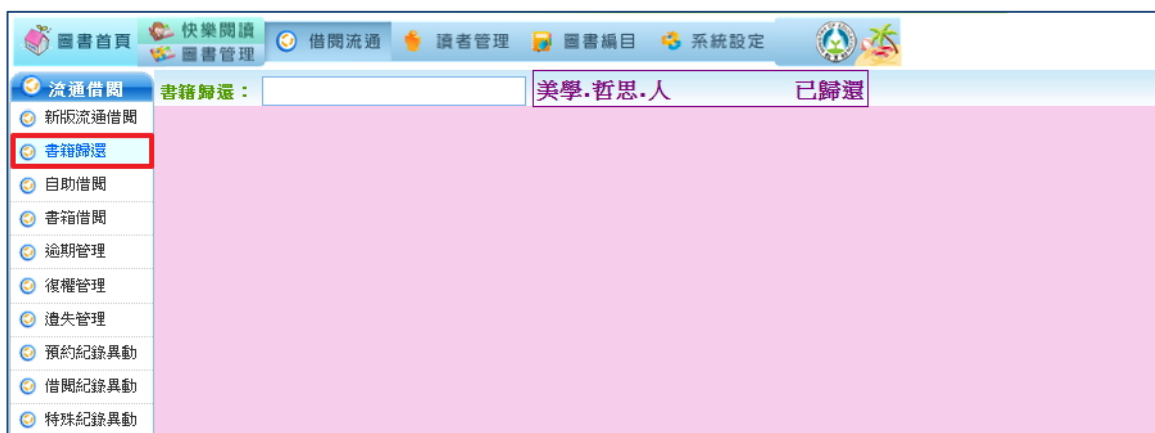 圖書首頁
快樂閱讀
圖書管理
借閱流通
讀者管理
圖書編目
系統設定
流通借閱
書籍歸還：
美學.哲思.人 已歸還
新版流通借閱
書籍歸還
自助借閱
書箱借閱
逾期管理
復權管理
遺失管理
預約紀錄異動
借閱紀錄異動
特殊紀錄異動